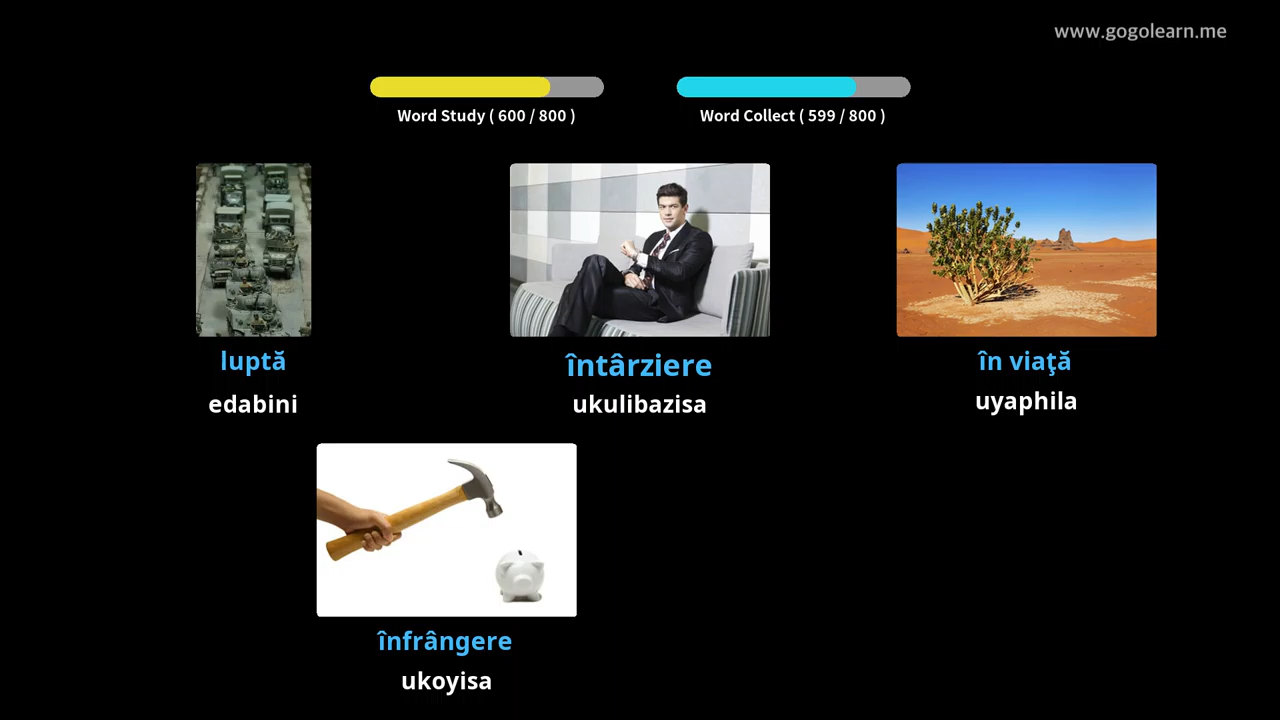 www.gogolearn.me
Word Study ( 600 / 800 )
Word Collect ( 599 / 800 )
luptă
edabini
întârziere
ukulibazisa
în viaţă
uyaphila
înfrângere
ukoyisa